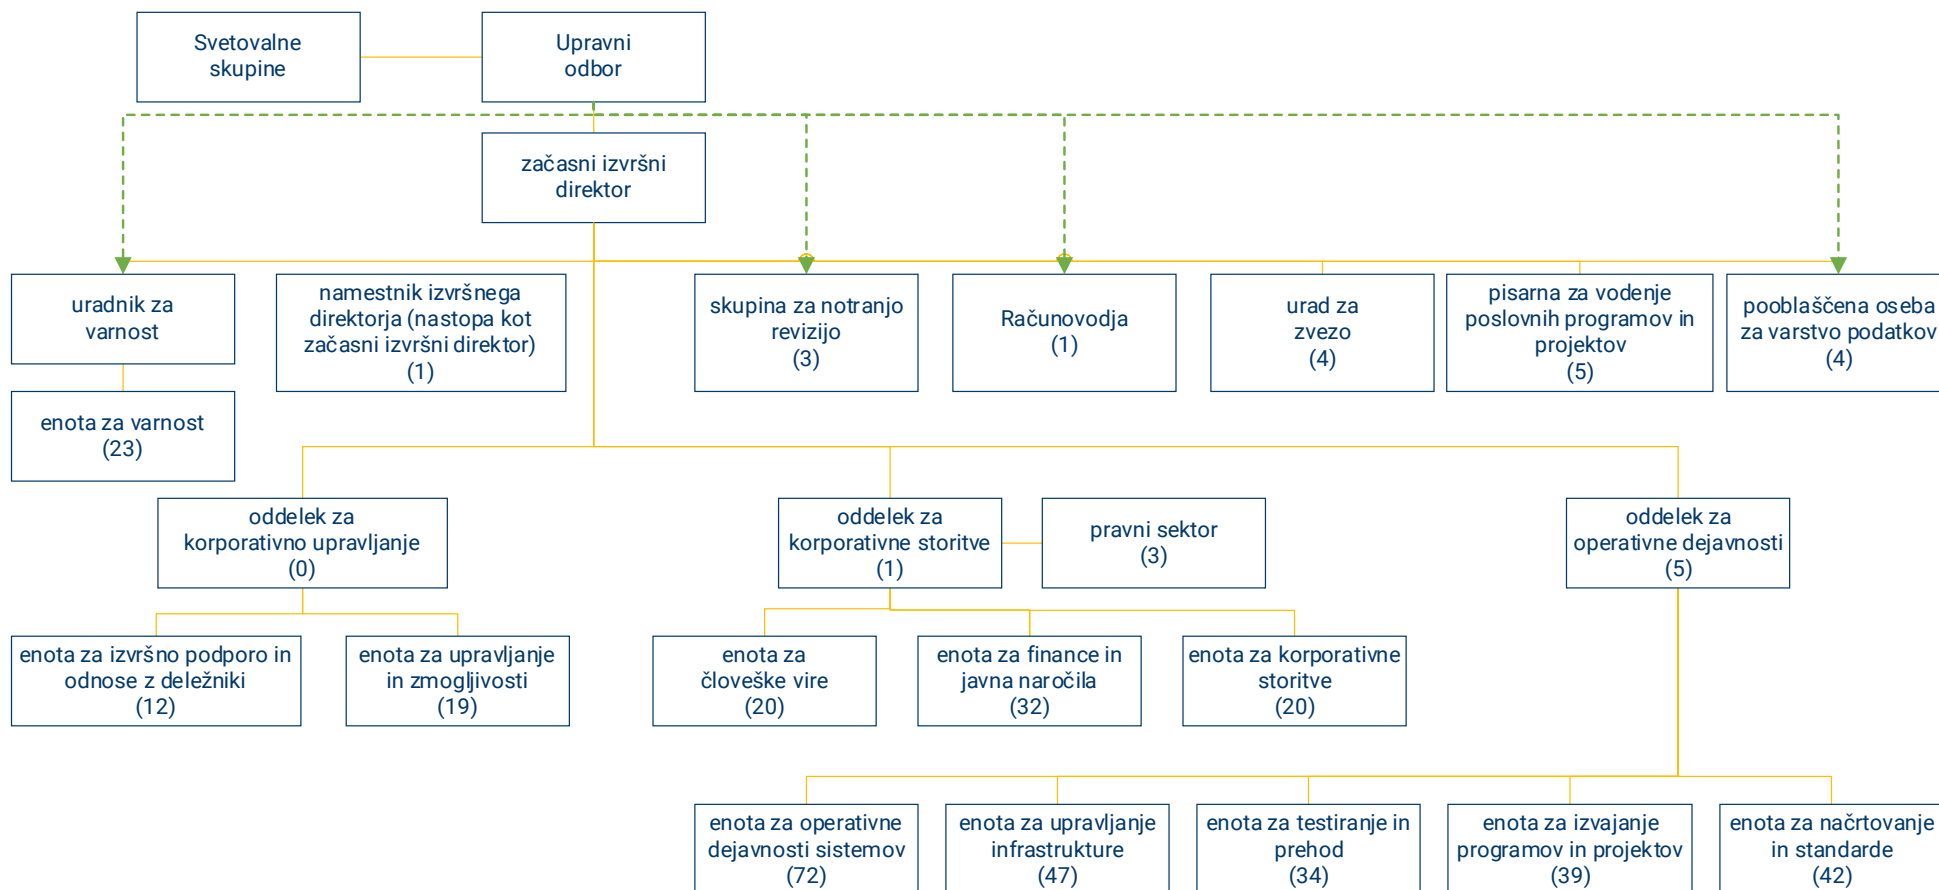 Svetovalne
skupine
Upravni
odbor
začasni izvršni
direktor
uradnik za
varnost
namestnik izvršnega
direktorja (nastopa kot
začasni izvršni direktor)
(1)
skupina za notranjo
revizijo
(3)
Računovodja
(1)
urad za
zvezo
(4)
pisarna za vodenje
poslovnih programov in
projektov
(5)
pooblaščena oseba
za varstvo podatkov
(4)
enota za varnost
(23)
oddelek za
korporativno upravljanje
(0)
oddelek za
korporativne storitve
(1)
pravni sektor
(3)
oddelek za
operativne dejavnosti
(5)
enota za izvršno podporo in
odnose z deležniki
(12)
enota za upravljanje
in zmogljivosti
(19)
enota za
človeške vire
(20)
enota za finance in
javna naročila
(32)
enota za korporativne
storitve
(20)
enota za operativne
dejavnosti sistemov
(72)
enota za upravljanje
infrastrukture
(47)
enota za testiranje in
prehod
(34)
enota za izvajanje
programov in projektov
(39)
enota za načrtovanje
in standarde
(42)